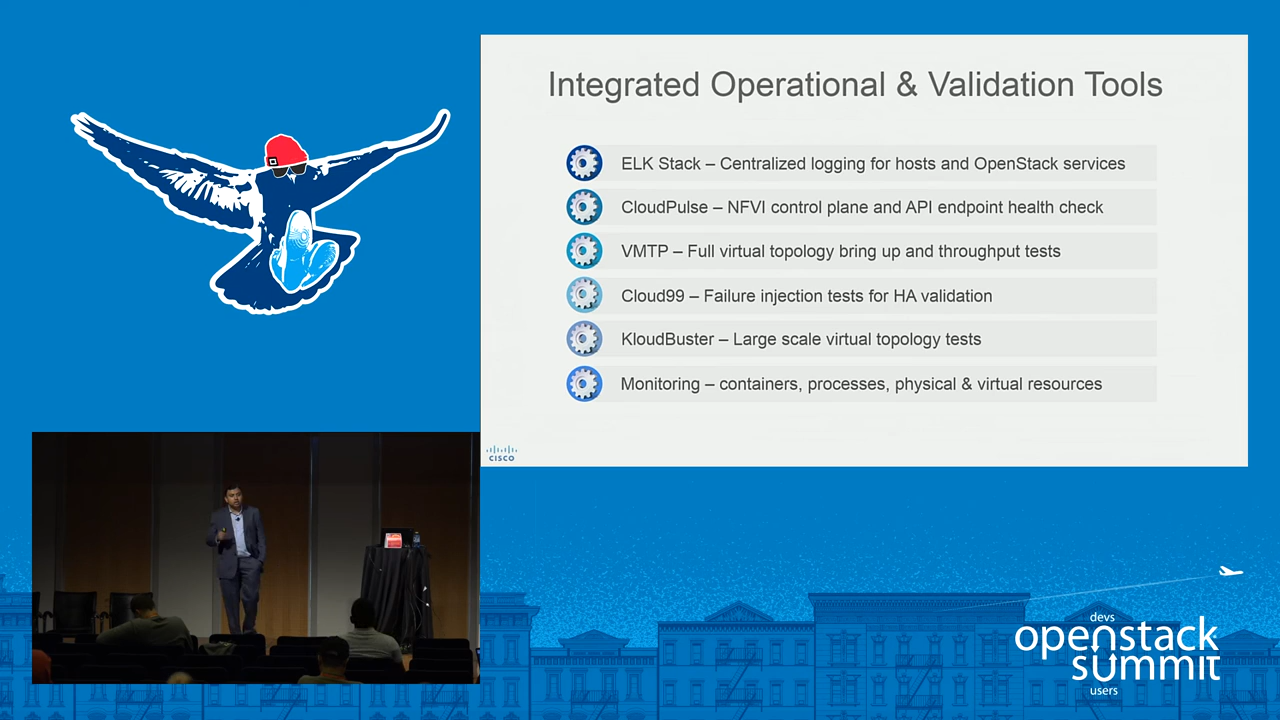 Integrated Operational & Validation Tools
ELK Stack – Centralized logging for hosts and OpenStack services
CloudPulse – NFVI control plane and API endpoint health check
VMTP – Full virtual topology bring up and throughput tests
Cloud99 – Failure injection tests for HA validation
KloudBuster – Large scale virtual topology tests
Monitoring – containers, processes, physical & virtual resources
CISCO
devs
openstack
summit
users